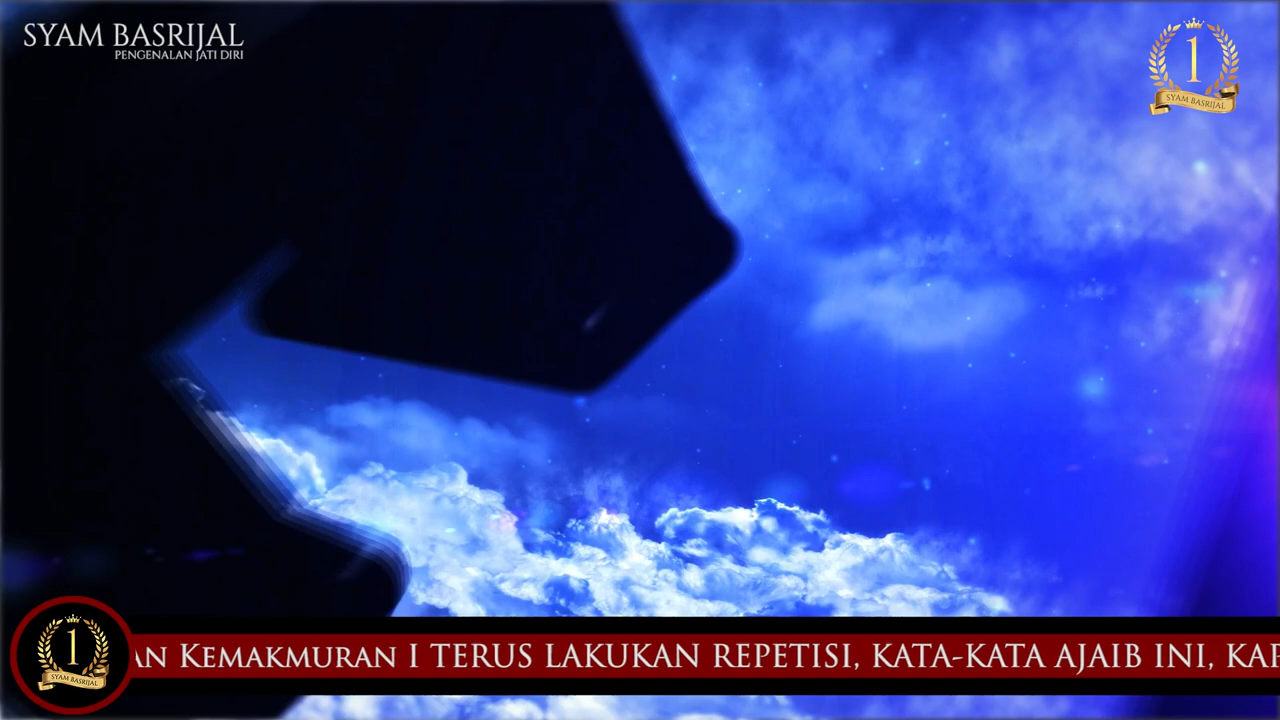 SYAM BASRIJAL
PENGENALAN JATI DIRI
1
SYAM BASRIJAL
1
SYAM BASRIJAL
KEMAKMURAN I TERUS LAKUKAN REPETISI, KATA-KATA AJAIB INI,